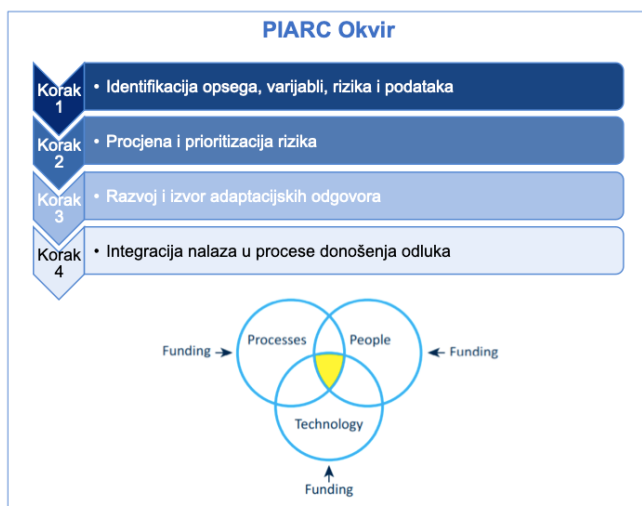 PIARC Okvir
Korak 1
• Identifikacija opsega, varijabli, rizika i podataka
Korak 2
• Procjena i prioritizacija rizika
Korak 3
• Razvoj i izvor adaptacijskih odgovora
Korak 4
• Integracija nalaza u procese donošenja odluka
Processes
People
Funding
Funding
Technology
Funding